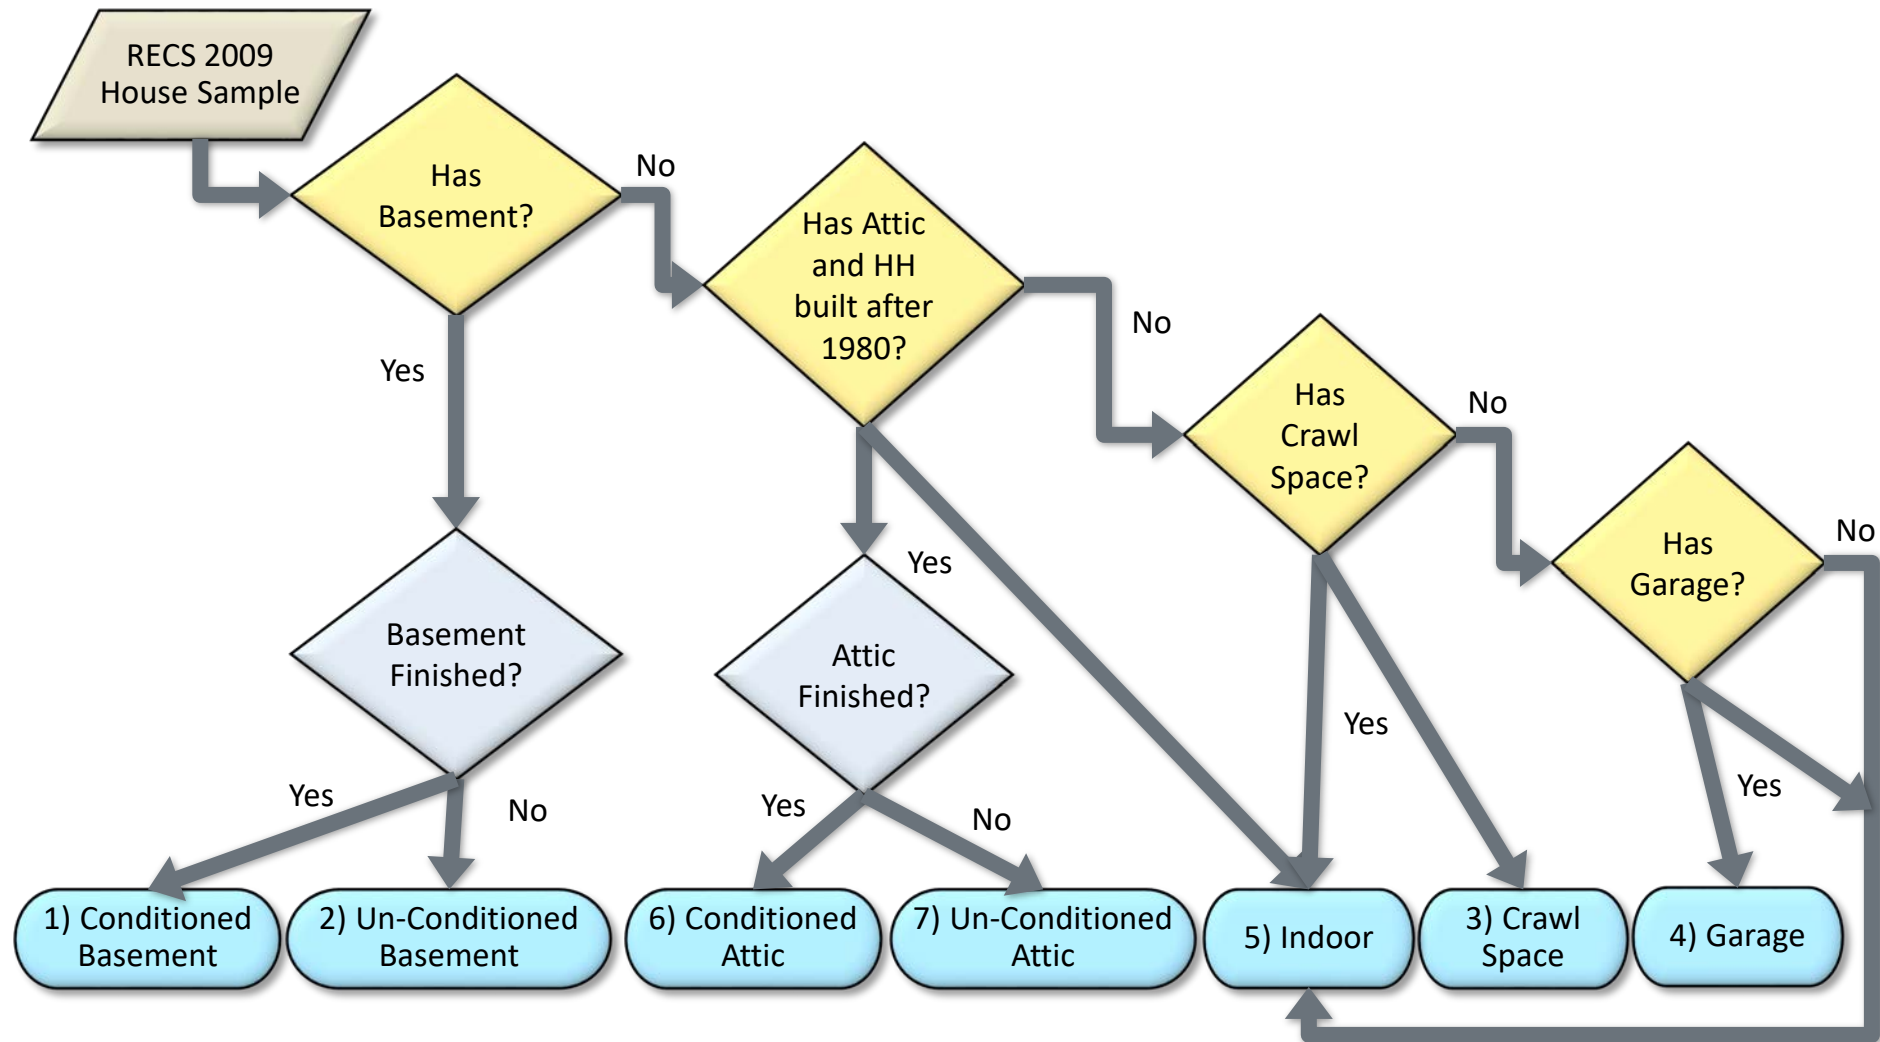 RECS 2009
House Sample
Has
Basement?
No
Has Attic
and HH
built after
1980?
No
Has
Crawl
Space?
No
Has
Garage?
No
Yes
Yes
Basement
Finished?
Attic
Finished?
Yes
Yes
Yes
No
Yes
No
1) Conditioned
Basement
2) Un-Conditioned
Basement
6) Conditioned
Attic
7) Un-Conditioned
Attic
5) Indoor
3) Crawl
Space
4) Garage